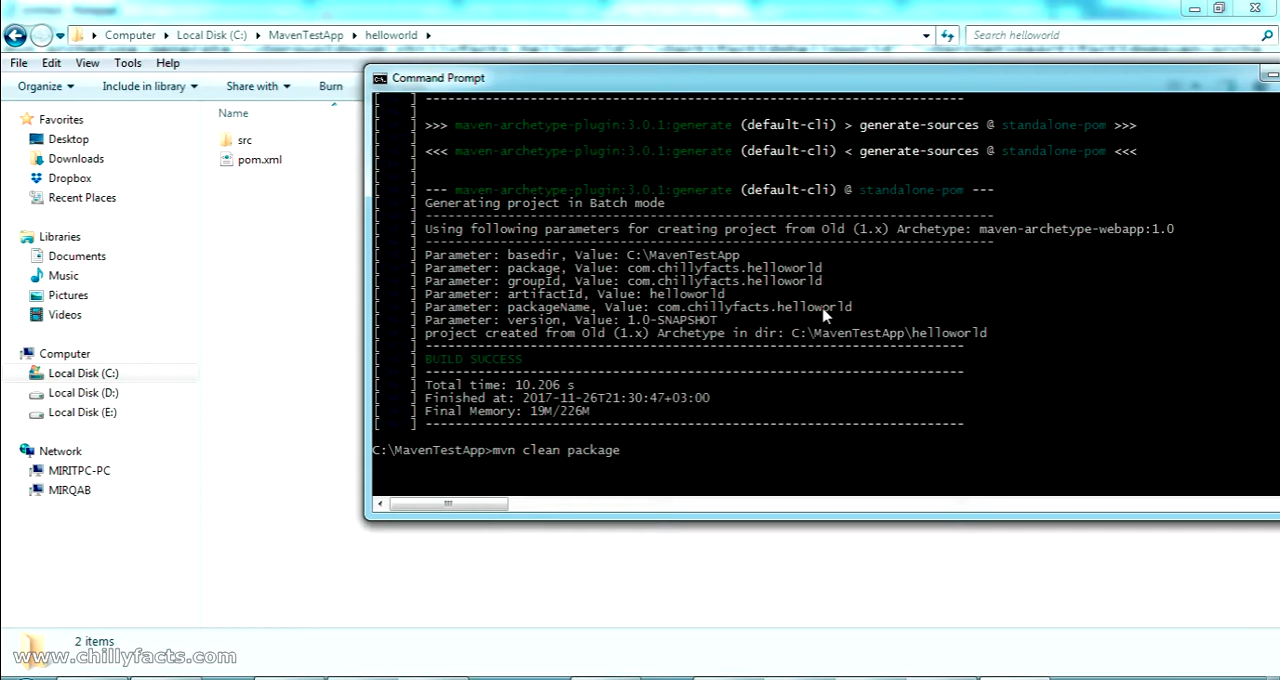 Computer Local Disk (C:) MavenTestApp helloworld
Search helloworld
File Edit View Tools Help
Organize Include in library Share with Burn
Favorites
Desktop
Downloads
Dropbox
Recent Places
Libraries
Documents
Music
Pictures
Videos
Computer
Local Disk (C:)
Local Disk (D:)
Local Disk (E:)
Network
MIRITPC-PC
MIRQAB
Name
src
pom.xml
Command Prompt
[ ] ------------------------------------------------------------------------
[ ]
[ ] >>> maven-archetype-plugin:3.0.1:generate (default-cli) > generate-sources @ standalone-pom >>>
[ ]
[ ] <<< maven-archetype-plugin:3.0.1:generate (default-cli) < generate-sources @ standalone-pom <<<
[ ]
[ ]
[ ] --- maven-archetype-plugin:3.0.1:generate (default-cli) @ standalone-pom ---
[ ] Generating project in Batch mode
[ ] ----------------------------------------------------------------------------
[ ] Using following parameters for creating project from Old (1.x) Archetype: maven-archetype-webapp:1.0
[ ] ----------------------------------------------------------------------------
[ ] Parameter: basedir, Value: C:\MavenTestApp
[ ] Parameter: package, Value: com.chillyfacts.helloworld
[ ] Parameter: groupId, Value: com.chillyfacts.helloworld
[ ] Parameter: artifactId, Value: helloworld
[ ] Parameter: packageName, Value: com.chillyfacts.helloworld
[ ] Parameter: version, Value: 1.0-SNAPSHOT
[ ] project created from Old (1.x) Archetype in dir: C:\MavenTestApp\helloworld
[ ] ------------------------------------------------------------------------
[ ] BUILD SUCCESS
[ ] ------------------------------------------------------------------------
[ ] Total time: 10.206 s
[ ] Finished at: 2017-11-26T21:30:47+03:00
[ ] Final Memory: 19M/226M
[ ] ------------------------------------------------------------------------
C:\MavenTestApp>mvn clean package
2 items
www.chillyfacts.com